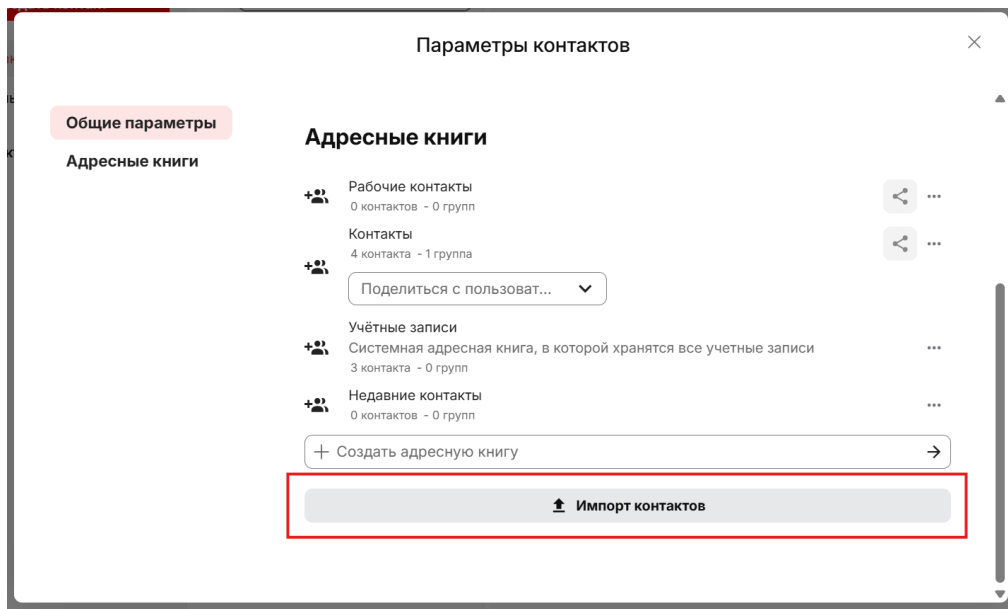 Параметры контактов
Общие параметры
Адресные книги
Адресные книги
Рабочие контакты
0 контактов - 0 групп
Контакты
4 контакта - 1 группа
Поделиться с пользоват...
Учётные записи
Системная адресная книга, в которой хранятся все учетные записи
3 контакта - 0 групп
Недавние контакты
0 контактов - 0 групп
Создать адресную книгу
Импорт контактов